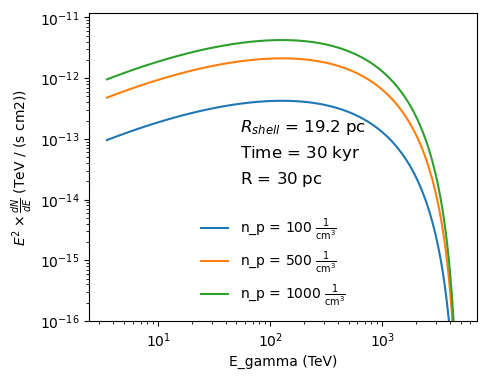 10⁻¹¹
10⁻¹²
10⁻¹³
10⁻¹⁴
10⁻¹⁵
10⁻¹⁶
E² × dN/dE (TeV / (s cm2))
R_shell = 19.2 pc
Time = 30 kyr
R = 30 pc
n_p = 100 1/cm³
n_p = 500 1/cm³
n_p = 1000 1/cm³
10¹ 10² 10³
E_gamma (TeV)